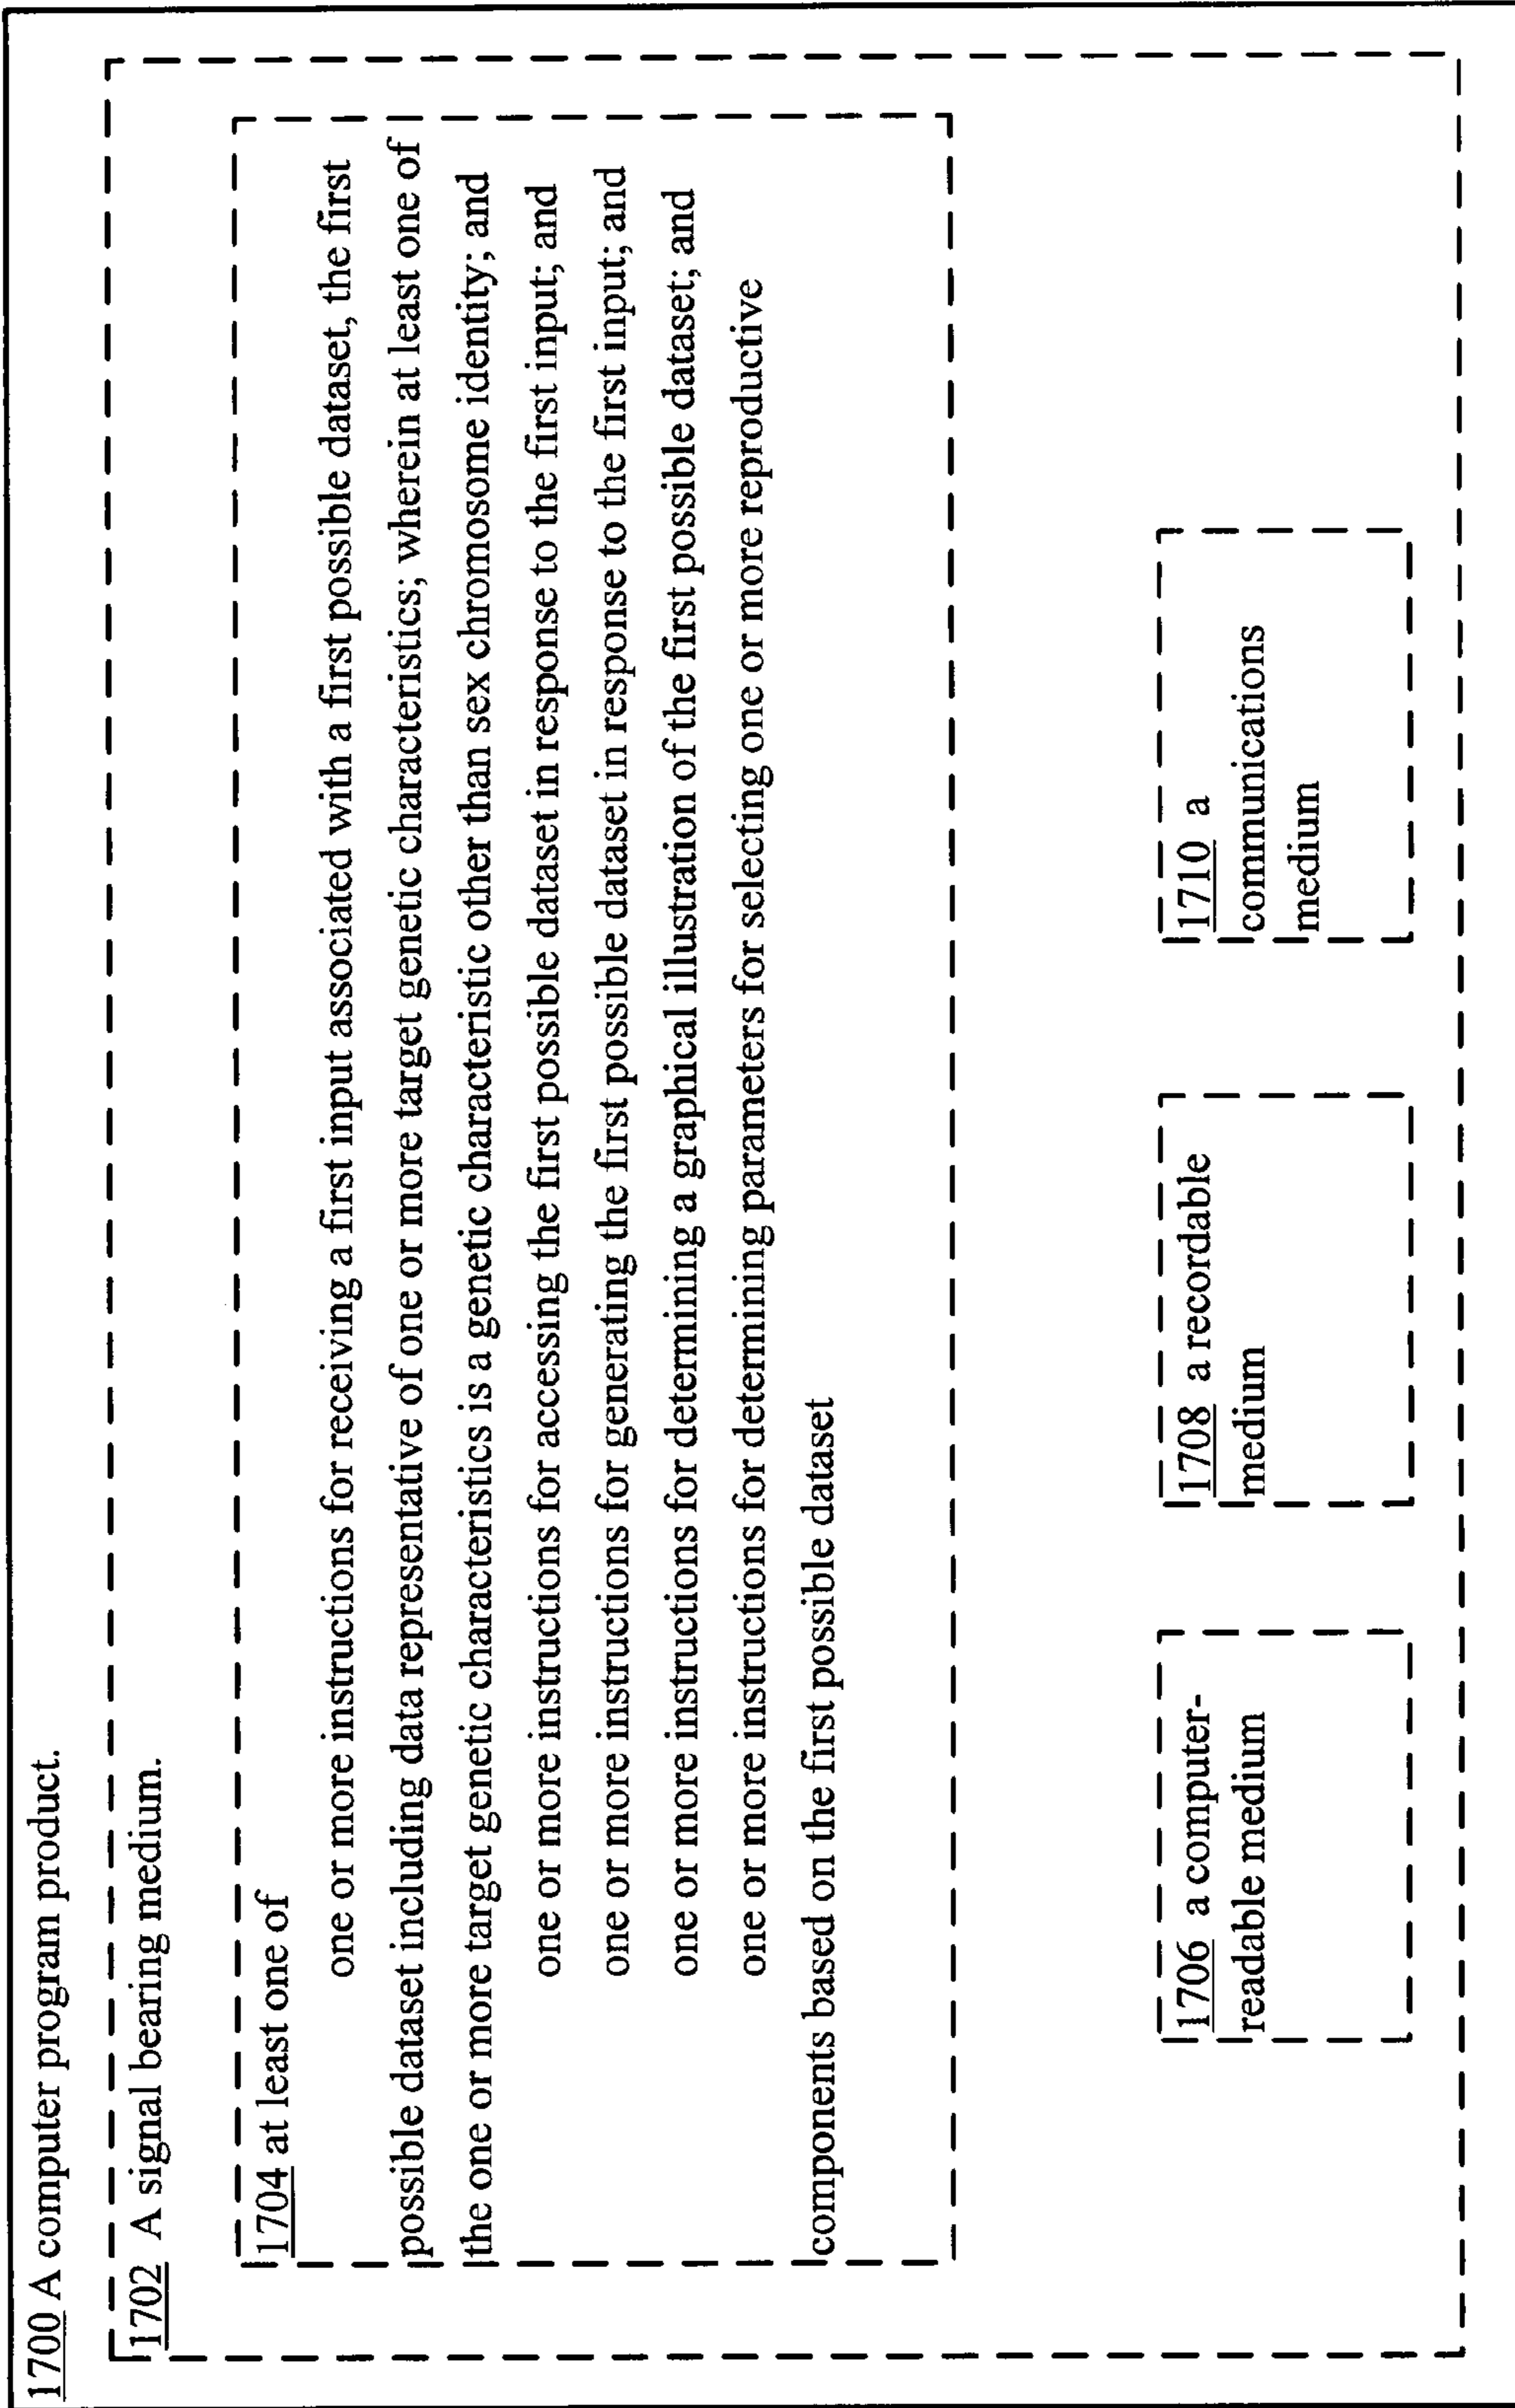 1700 A computer program product.
1702 A signal bearing medium.
1704 at least one of
one or more instructions for receiving a first input associated with a first possible dataset, the first
possible dataset including data representative of one or more target genetic characteristics; wherein at least one of
the one or more target genetic characteristics is a genetic characteristic other than sex chromosome identity; and
one or more instructions for accessing the first possible dataset in response to the first input; and
one or more instructions for generating the first possible dataset in response to the first input; and
one or more instructions for determining a graphical illustration of the first possible dataset; and
one or more instructions for determining parameters for selecting one or more reproductive
components based on the first possible dataset
1706 a computer-
readable medium
1708 a recordable
medium
1710 a
communications
medium